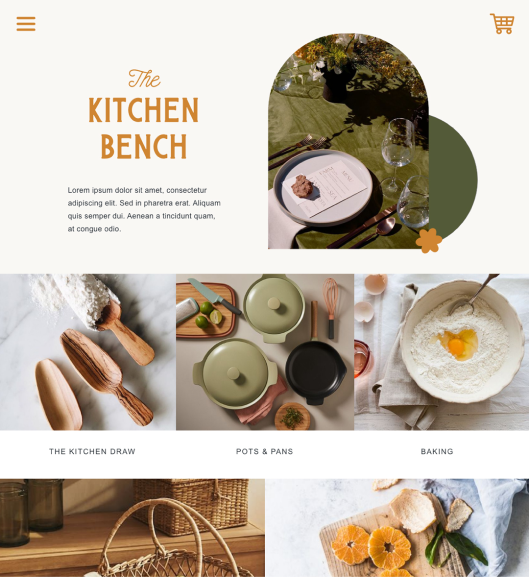 The
KITCHEN
BENCH
Lorem ipsum dolor sit amet, consectetur
adipiscing elit. Sed in pharetra erat. Aliquam
quis semper dui. Aenean a tincidunt quam,
at congue odio.
THE KITCHEN DRAW
POTS & PANS
BAKING